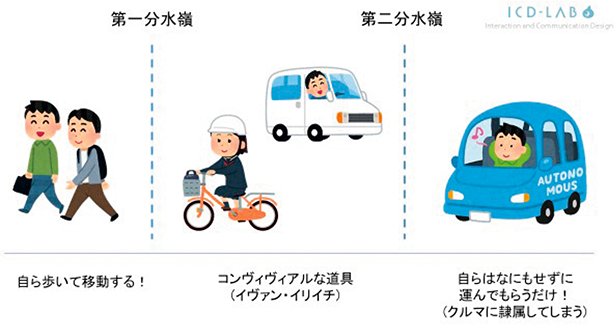 ICD-LAB
Interaction and Communication Design
第一分水嶺
第二分水嶺
AUTONO
MOUS
自ら歩いて移動する！
コンヴィヴィアルな道具
（イヴァン・イリイチ）
自らはなにもせずに
運んでもらうだけ！
（クルマに隷属してしまう）